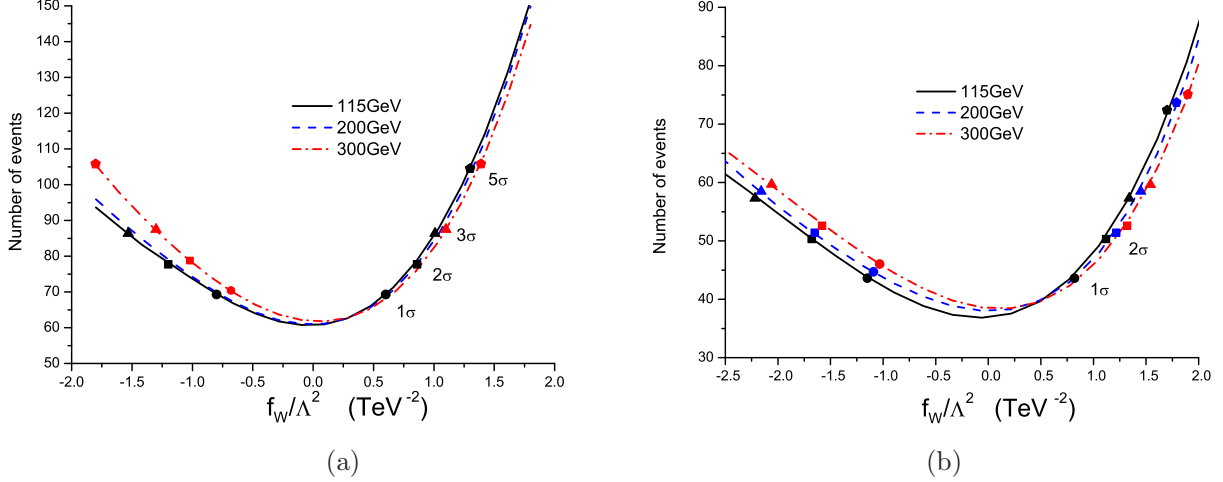 150
140
130
120
110
100
90
80
70
60
50
Number of events
115GeV
200GeV
300GeV
5σ
3σ
2σ
1σ
-2.0 -1.5 -1.0 -0.5 0.0 0.5 1.0 1.5 2.0
f_W/Λ² (TeV⁻²)
(a)
90
80
70
60
50
40
30
Number of events
115GeV
200GeV
300GeV
2σ
1σ
-2.5 -2.0 -1.5 -1.0 -0.5 0.0 0.5 1.0 1.5 2.0
f_W/Λ² (TeV⁻²)
(b)